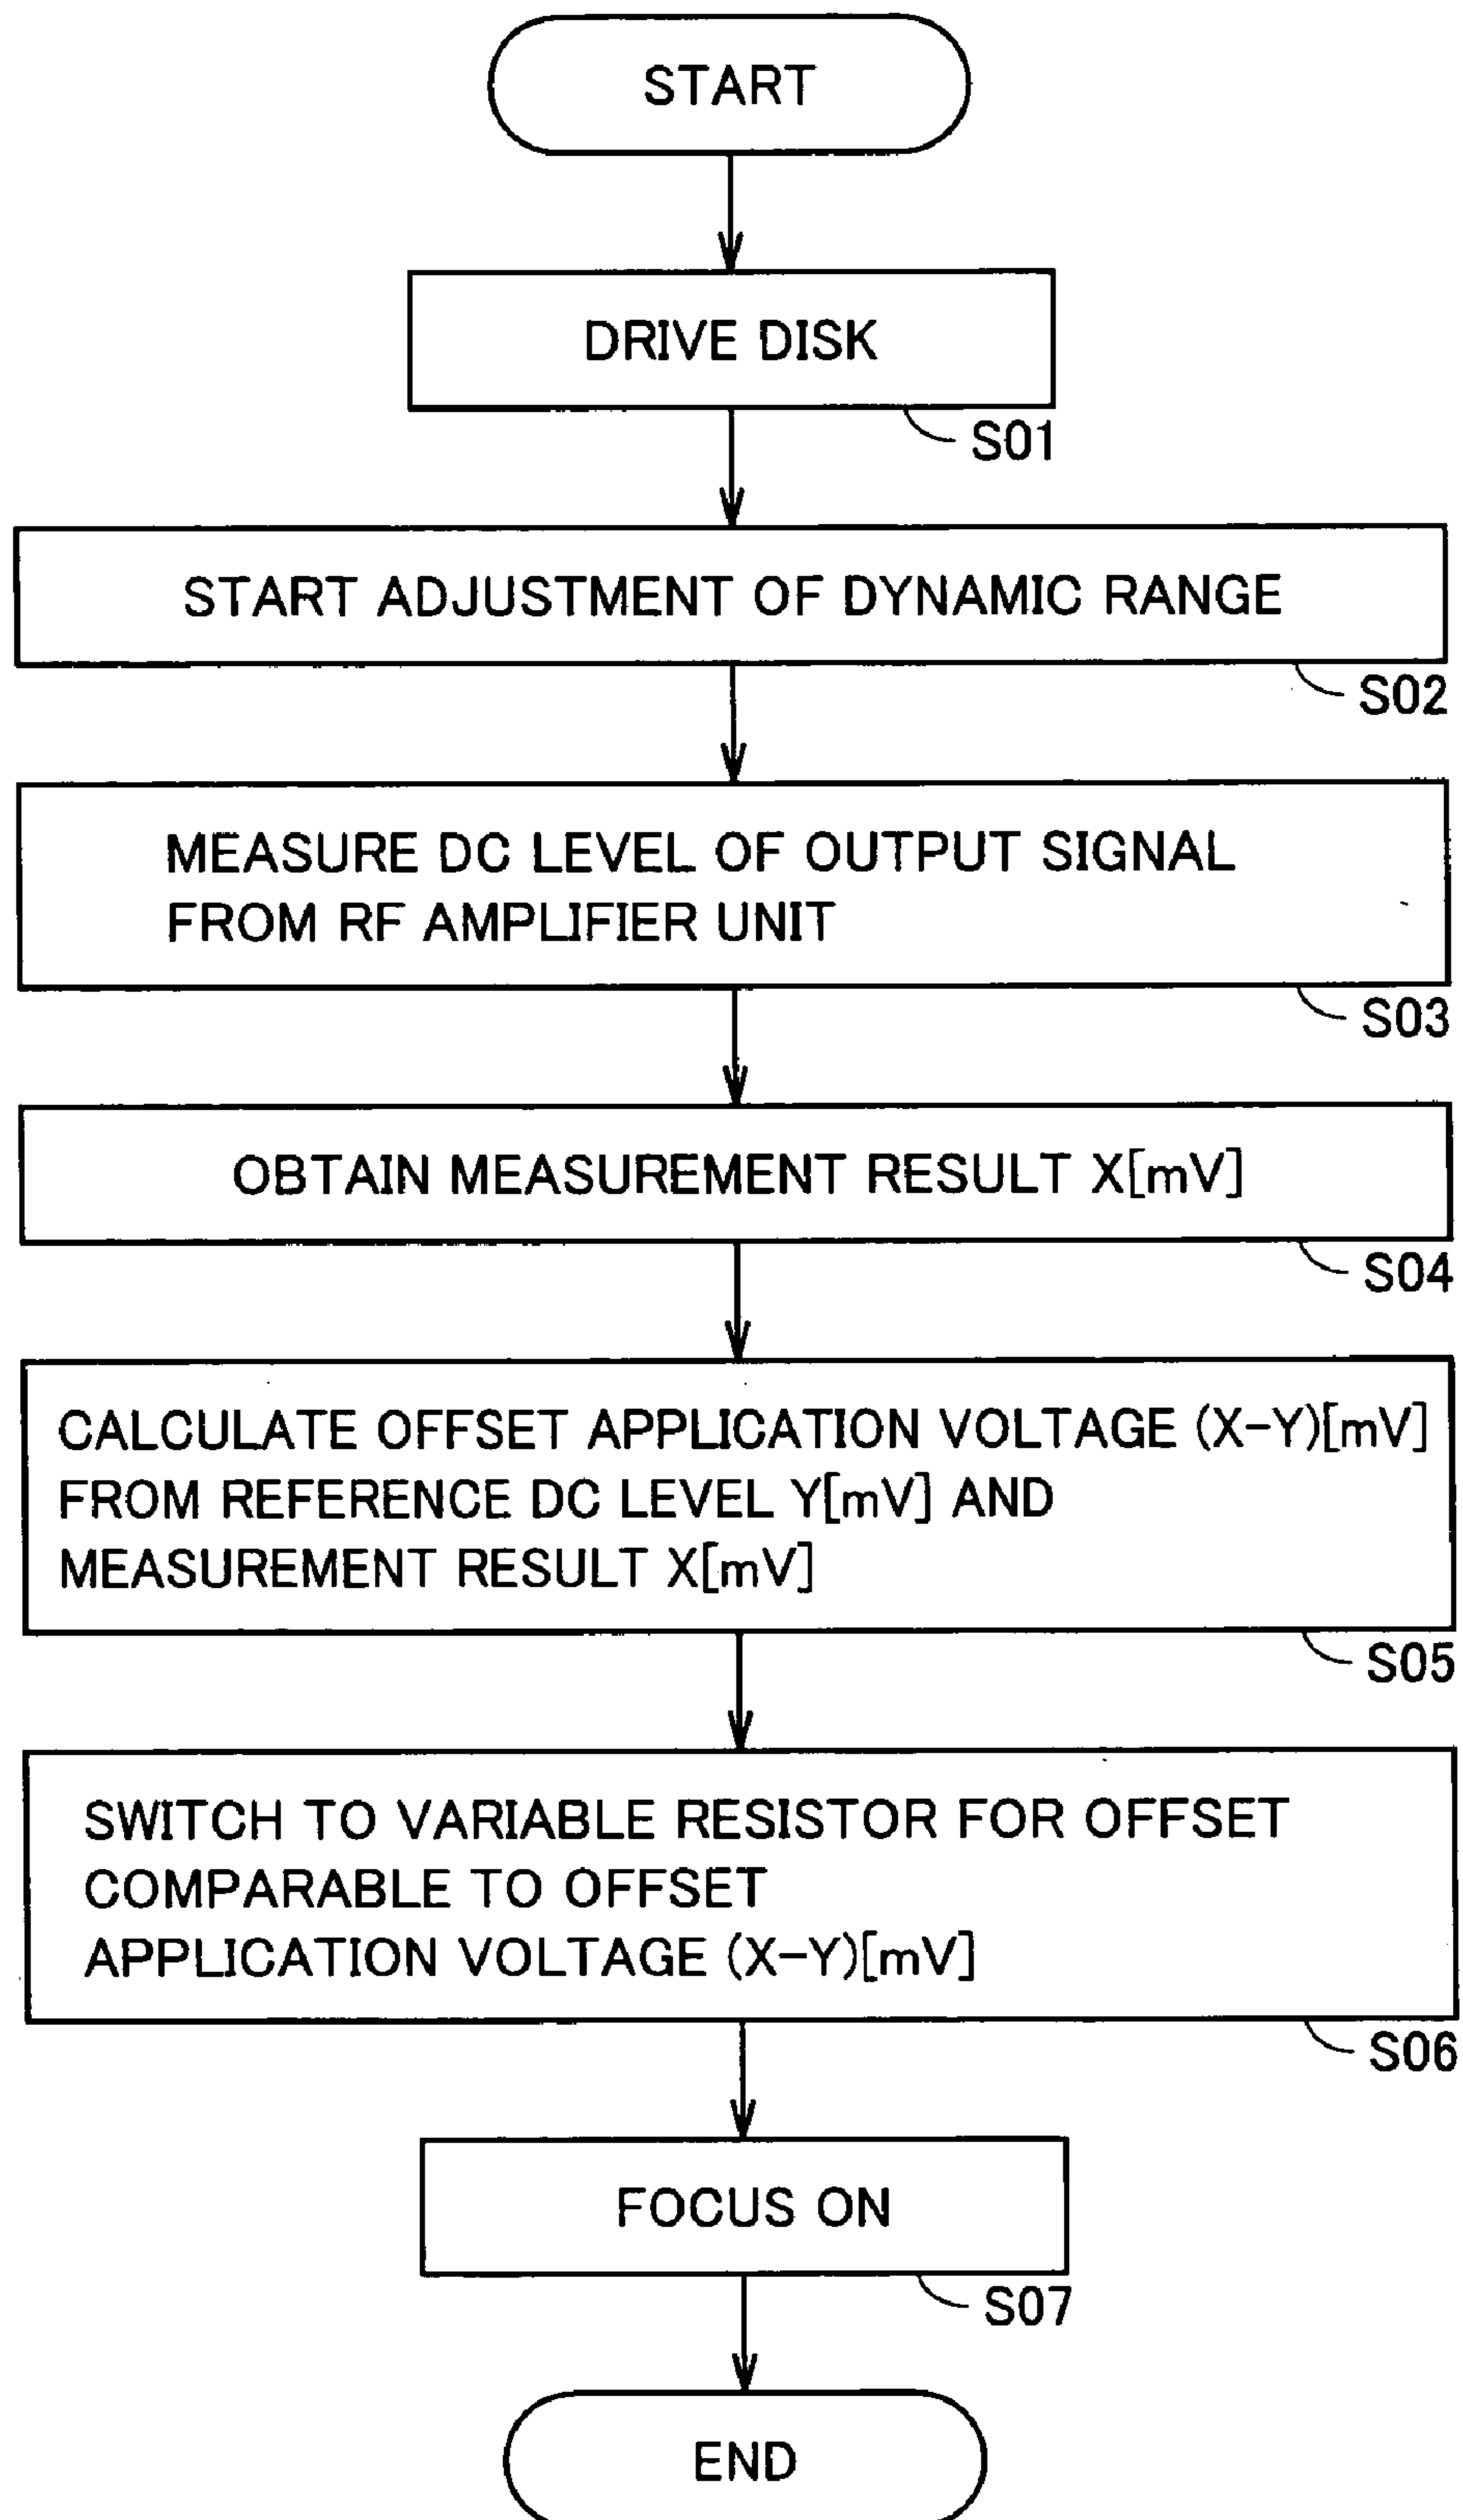 START
DRIVE DISK
S01
START ADJUSTMENT OF DYNAMIC RANGE
S02
MEASURE DC LEVEL OF OUTPUT SIGNAL
FROM RF AMPLIFIER UNIT
S03
OBTAIN MEASUREMENT RESULT X[mV]
S04
CALCULATE OFFSET APPLICATION VOLTAGE (X-Y)[mV]
FROM REFERENCE DC LEVEL Y[mV] AND
MEASUREMENT RESULT X[mV]
S05
SWITCH TO VARIABLE RESISTOR FOR OFFSET
COMPARABLE TO OFFSET
APPLICATION VOLTAGE (X-Y)[mV]
S06
FOCUS ON
S07
END